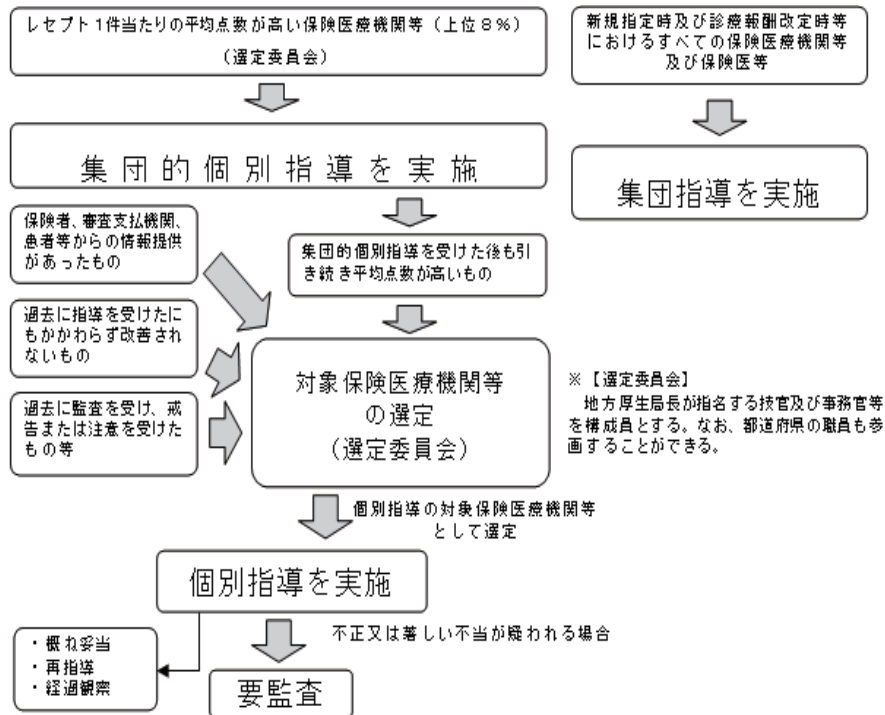 レセプト1件当たりの平均点数が高い保険医療機関等（上位８％）
（選定委員会）
新規指定時及び診療報酬改定時等
におけるすべての保険医療機関等
及び保険医等
集団的個別指導を実施
集団指導を実施
保険者、審査支払機関、
患者等からの情報提供
があったもの
集団的個別指導を受けた後も引
き続き平均点数が高いもの
過去に指導を受けたに
もかかわらず改善され
ないもの
対象保険医療機関等
の選定
（選定委員会）
過去に監査を受け、戒
告または注意を受けた
もの等
※【選定委員会】
地方厚生局長が指名する技官及び事務官等
を構成員とする。なお、都道府県の職員も参
画することができる。
個別指導の対象保険医療機関等
として選定
個別指導を実施
不正又は著しい不当が疑われる場合
・概ね妥当
・再指導
・経過観察
要監査